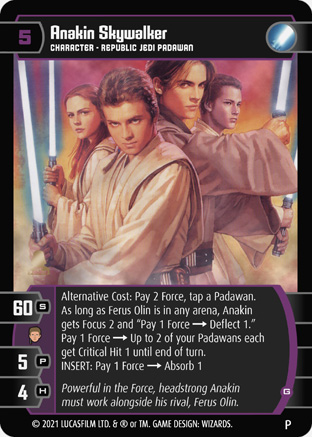 5
Anakin Skywalker
CHARACTER - REPUBLIC JEDI PADAWAN
60 S
5 P
4 H
Alternative Cost: Pay 2 Force, tap a Padawan.
As long as Ferus Olin is in any arena, Anakin
gets Focus 2 and “Pay 1 Force → Deflect 1.”
Pay 1 Force → Up to 2 of your Padawans each
get Critical Hit 1 until end of turn.
INSERT: Pay 1 Force → Absorb 1
Powerful in the Force, headstrong Anakin
must work alongside his rival, Ferus Olin.
G
© 2021 LUCASFILM LTD. & ® or TM. GAME DESIGN: WIZARDS.
P